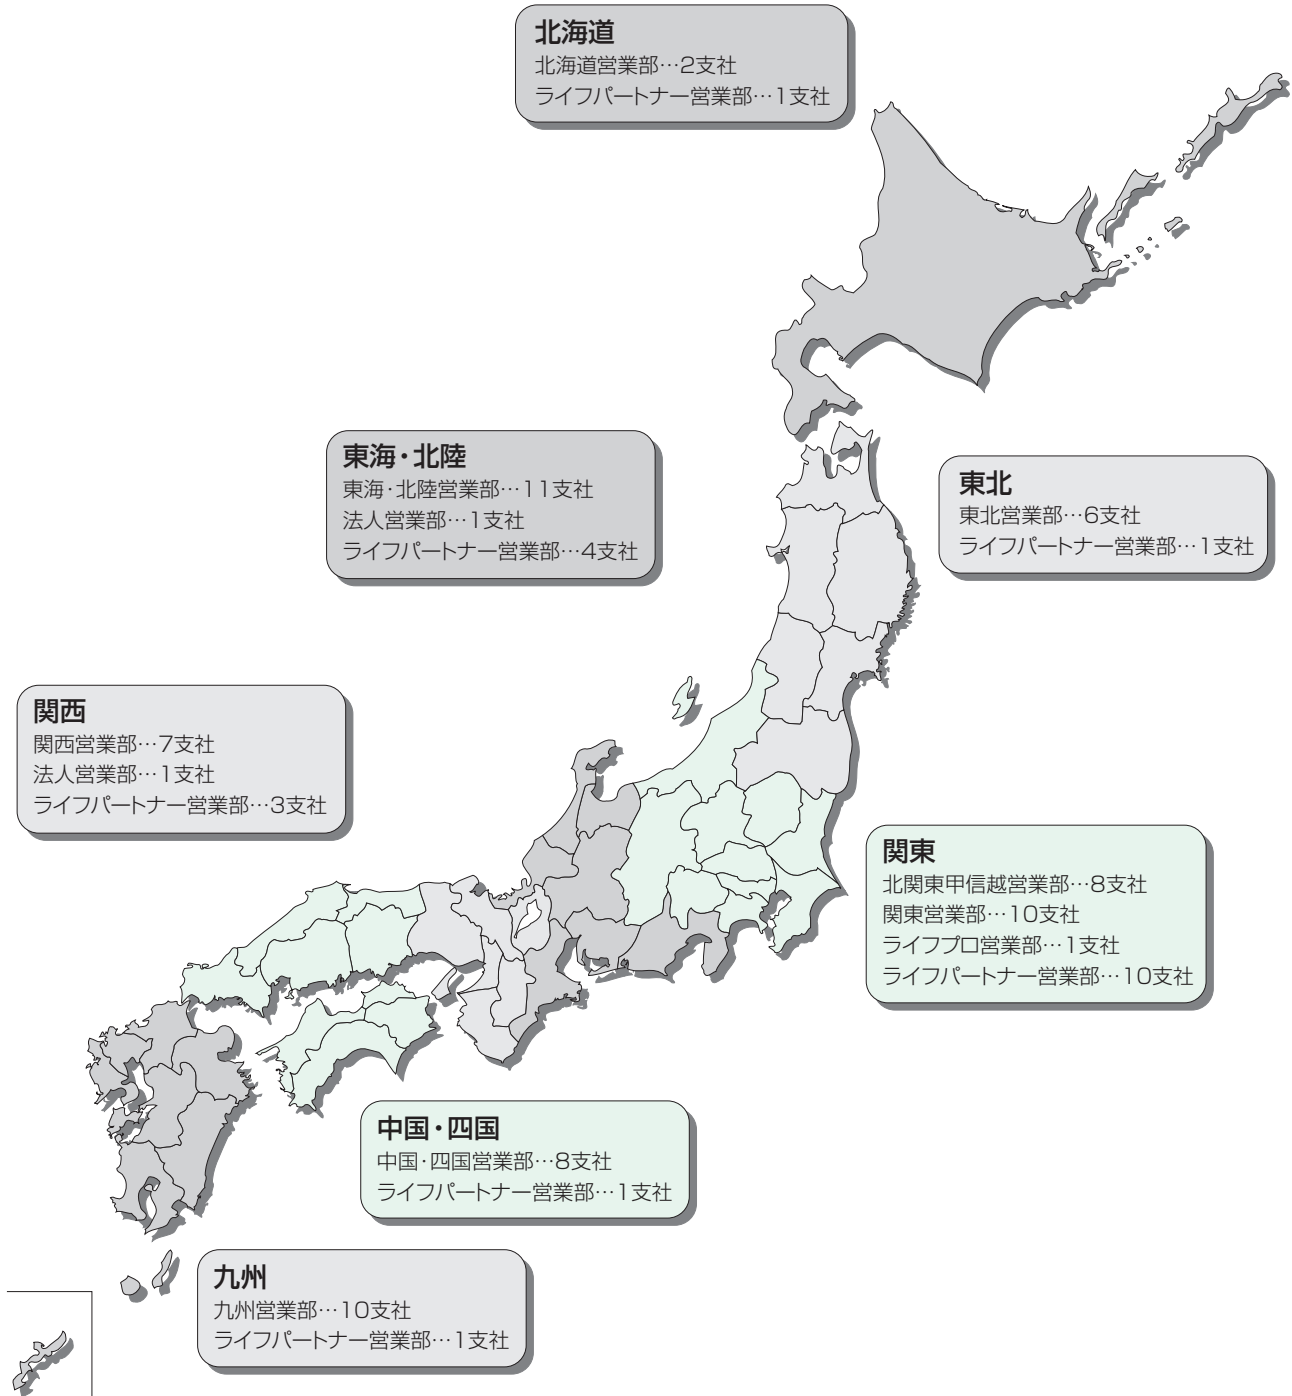 北海道
北海道営業部…2支社
ライフパートナー営業部…1支社
東海・北陸
東海・北陸営業部…11支社
法人営業部…1支社
ライフパートナー営業部…4支社
東北
東北営業部…6支社
ライフパートナー営業部…1支社
関西
関西営業部…7支社
法人営業部…1支社
ライフパートナー営業部…3支社
関東
北関東甲信越営業部…8支社
関東営業部…10支社
ライフプロ営業部…1支社
ライフパートナー営業部…10支社
中国・四国
中国・四国営業部…8支社
ライフパートナー営業部…1支社
九州
九州営業部…10支社
ライフパートナー営業部…1支社